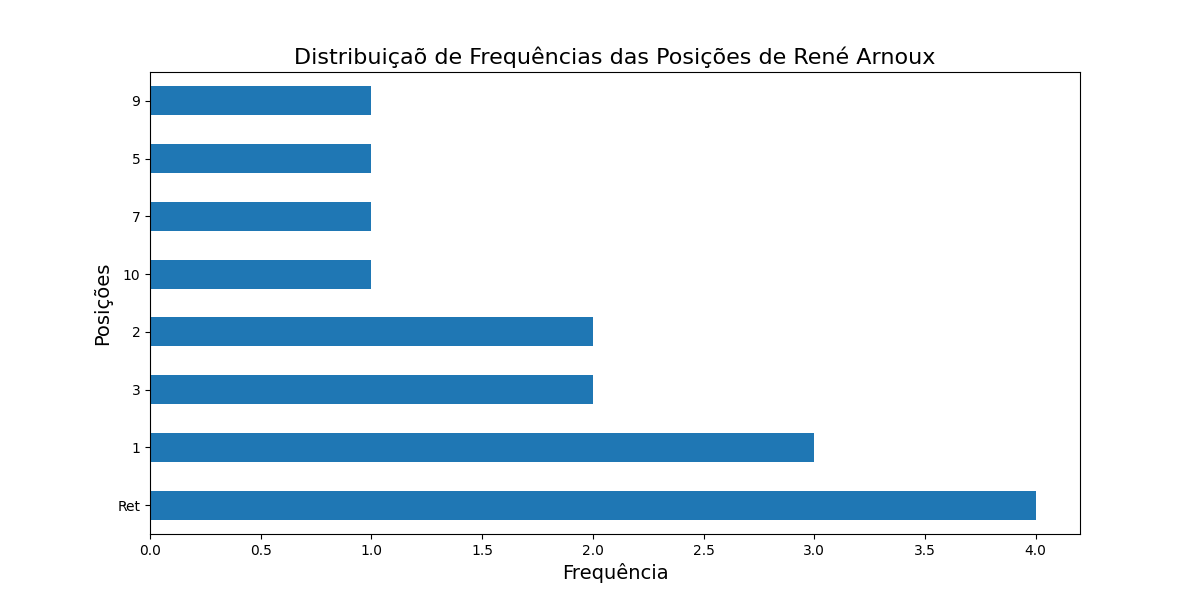 Distribuiçaõ de Frequências das Posições de René Arnoux
9
5
7
10
2
3
1
Ret
Posições
0.0 0.5 1.0 1.5 2.0 2.5 3.0 3.5 4.0
Frequência